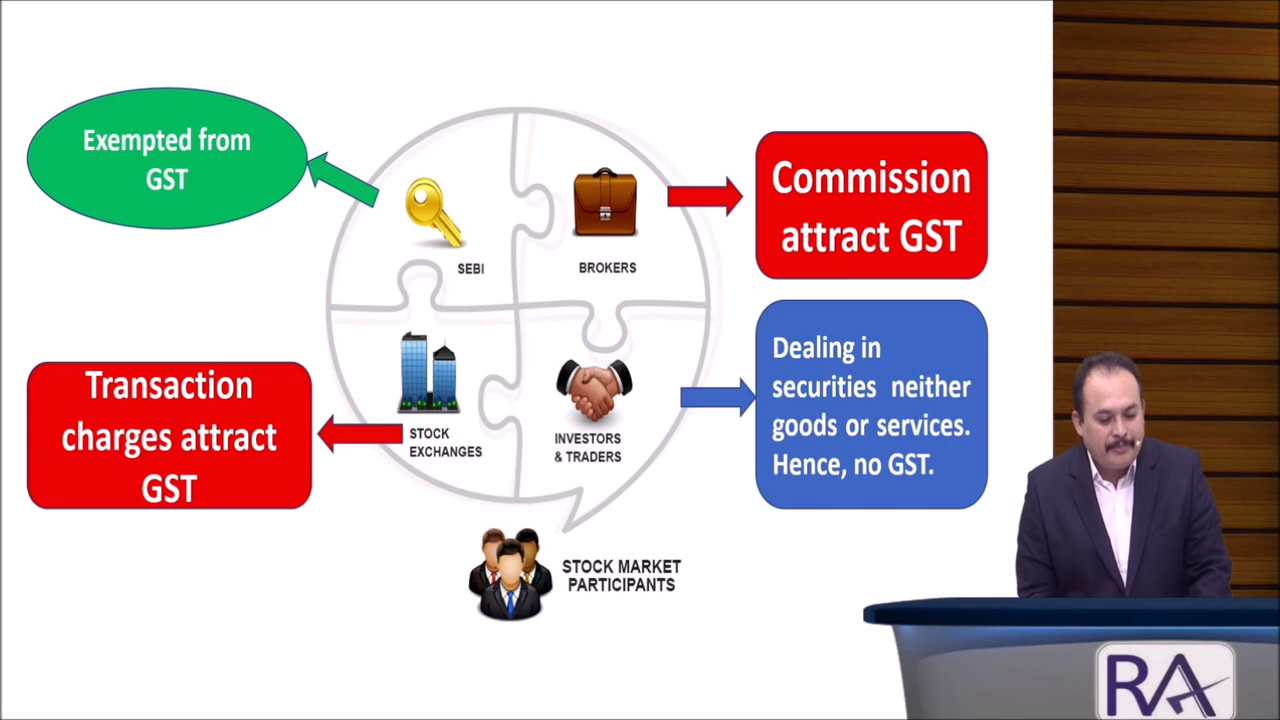 Exempted from
GST
Commission
attract GST
SEBI
BROKERS
Dealing in
securities neither
goods or services.
Hence, no GST.
Transaction
charges attract
GST
STOCK
EXCHANGES
INVESTORS
& TRADERS
STOCK MARKET
PARTICIPANTS
RA